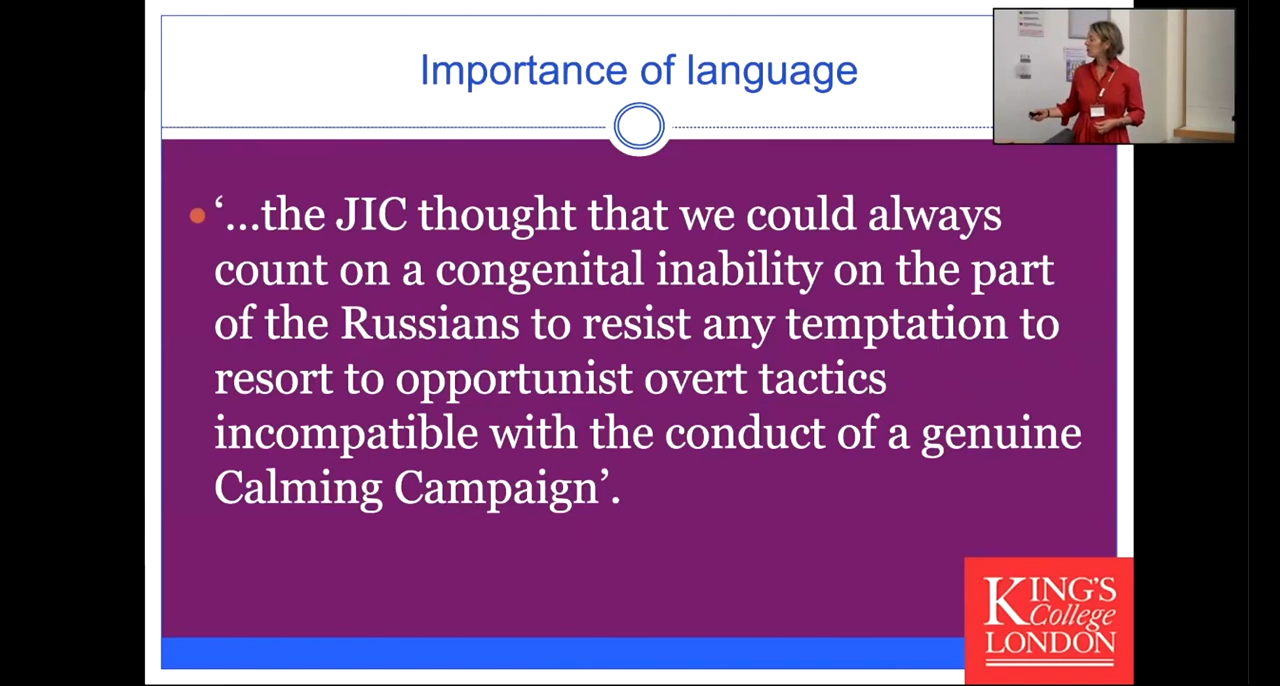 Importance of language
‘…the JIC thought that we could always
count on a congenital inability on the part
of the Russians to resist any temptation to
resort to opportunist overt tactics
incompatible with the conduct of a genuine
Calming Campaign’.
KING'S
College
LONDON